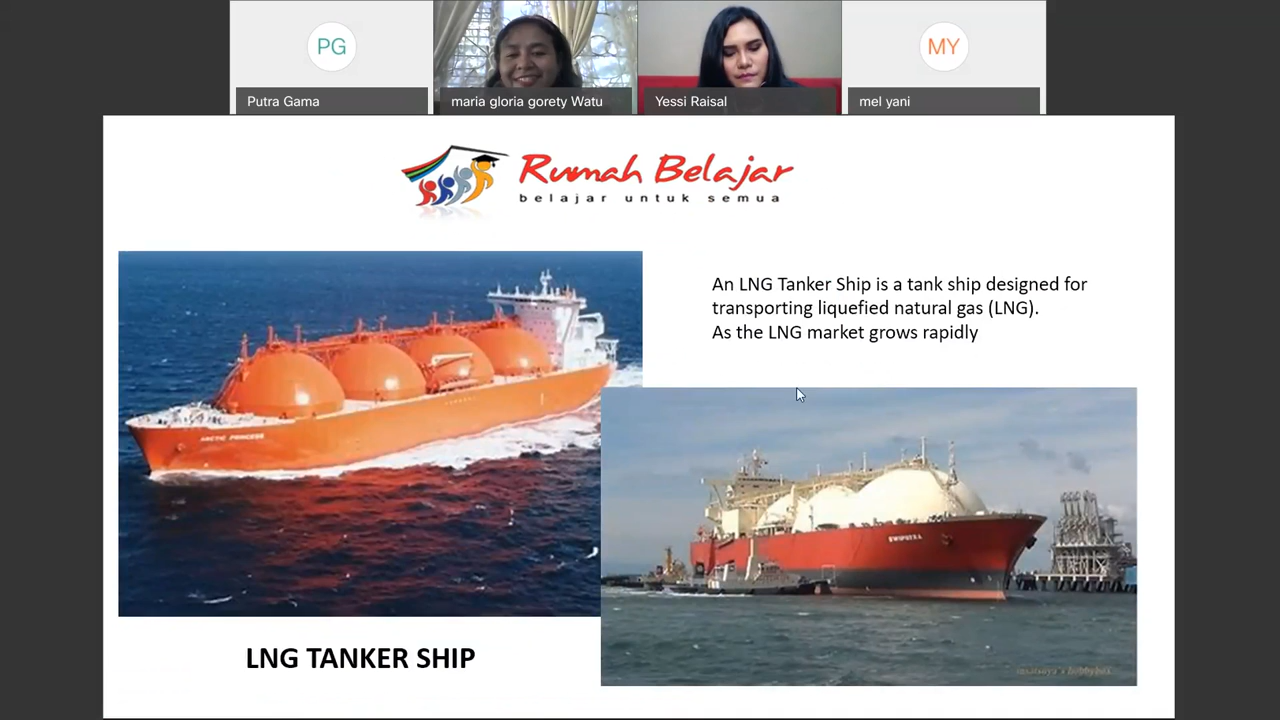 PG
MY
Putra Gama
maria gloria gorety Watu
Yessi Raisal
mel yani
Rumah Belajar
belajar untuk semua
An LNG Tanker Ship is a tank ship designed for
transporting liquefied natural gas (LNG).
As the LNG market grows rapidly
ARCTIC PRINCESS
LNG TANKER SHIP